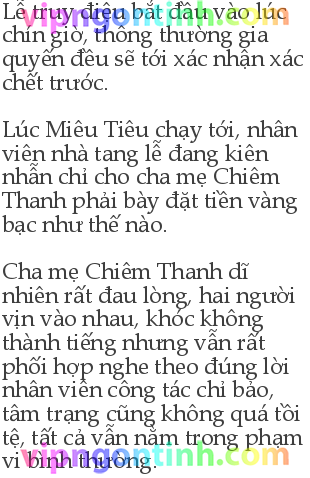 Lễ truy điệu bắt đầu vào lúc
vipngontinh.com
chín giờ, thông thường gia
quyến đều sẽ tới xác nhận xác
chết trước.
Lúc Miêu Tiêu chạy tới, nhân
viên nhà tang lễ đang kiên
nhẫn chỉ cho cha mẹ Chiêm
Thanh phải bày đặt tiền vàng
bạc như thế nào.
Cha mẹ Chiêm Thanh dĩ
nhiên rất đau lòng, hai người
vịn vào nhau, khóc không
thành tiếng nhưng vẫn rất
phối hợp nghe theo đúng lời
nhân viên công tác chỉ bảo,
tâm trạng cũng không quá tồi
tệ, tất cả vẫn nằm trong phạm
vi bình thường.
vipngontinh.com